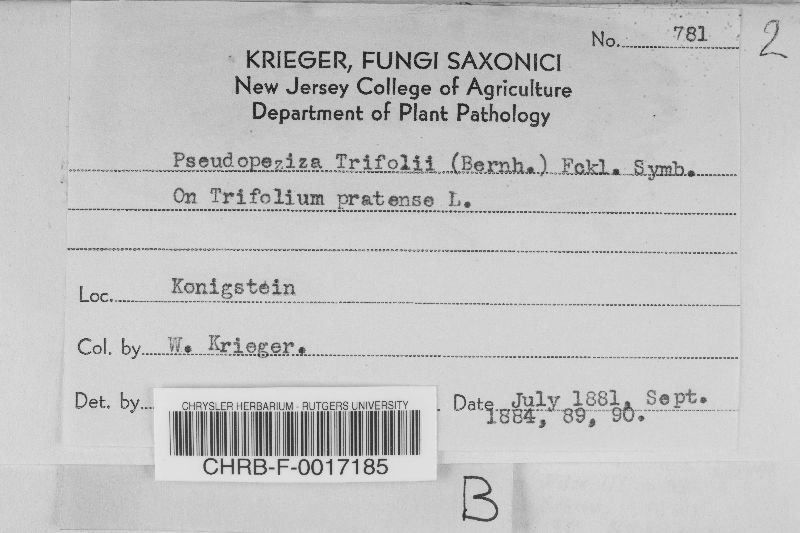 No. 781
2
KRIEGER, FUNGI SAXONICI
New Jersey College of Agriculture
Department of Plant Pathology
Pseudopeziza Trifolii (Bernh.) Fckl. Symb.
On Trifolium pratense L.
Loc. Konigstein
Col. by W. Krieger.
Det. by
Date July 1881, Sept.
1884, 89, 90.
CHRYSLER HERBARIUM - RUTGERS UNIVERSITY
CHRB-F-0017185
B